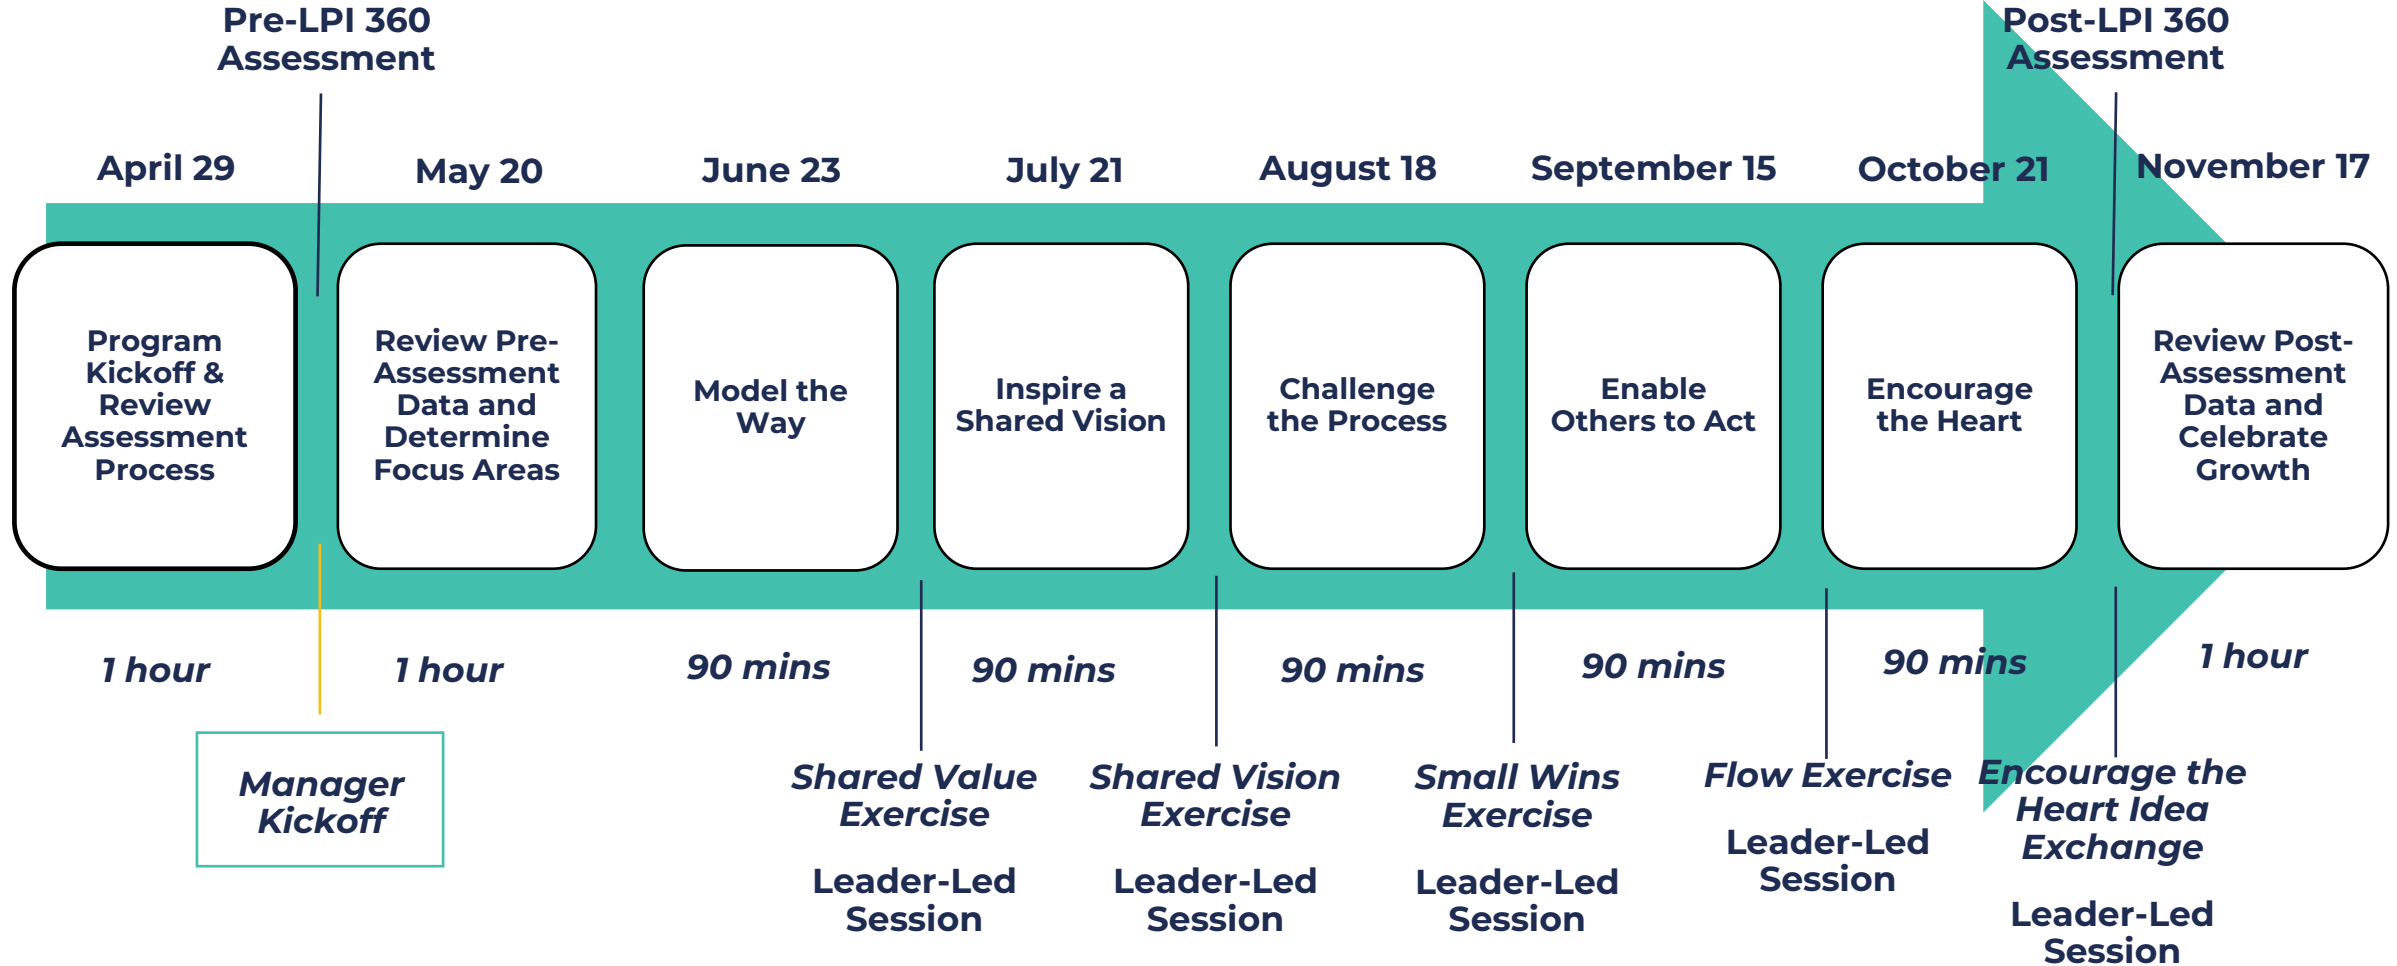 Pre-LPI 360
Assessment
Post-LPI 360
Assessment
April 29
May 20
June 23
July 21
August 18
September 15
October 21
November 17
Program
Kickoff &
Review
Assessment
Process
Review Pre-
Assessment
Data and
Determine
Focus Areas
Model the
Way
Inspire a
Shared Vision
Challenge
the Process
Enable
Others to Act
Encourage
the Heart
Review Post-
Assessment
Data and
Celebrate
Growth
1 hour
1 hour
90 mins
90 mins
90 mins
90 mins
90 mins
1 hour
Manager
Kickoff
Shared Value
Exercise
Leader-Led
Session
Shared Vision
Exercise
Leader-Led
Session
Small Wins
Exercise
Leader-Led
Session
Flow Exercise
Leader-Led
Session
Encourage the
Heart Idea
Exchange
Leader-Led
Session